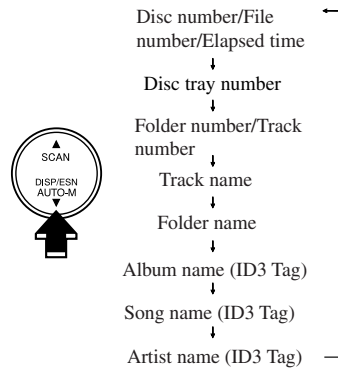 Disc number/File
number/Elapsed time
Disc tray number
Folder number/Track
number
SCAN
DISP/ESN
AUTO-M
Track name
Folder name
Album name (ID3 Tag)
Song name (ID3 Tag)
Artist name (ID3 Tag)